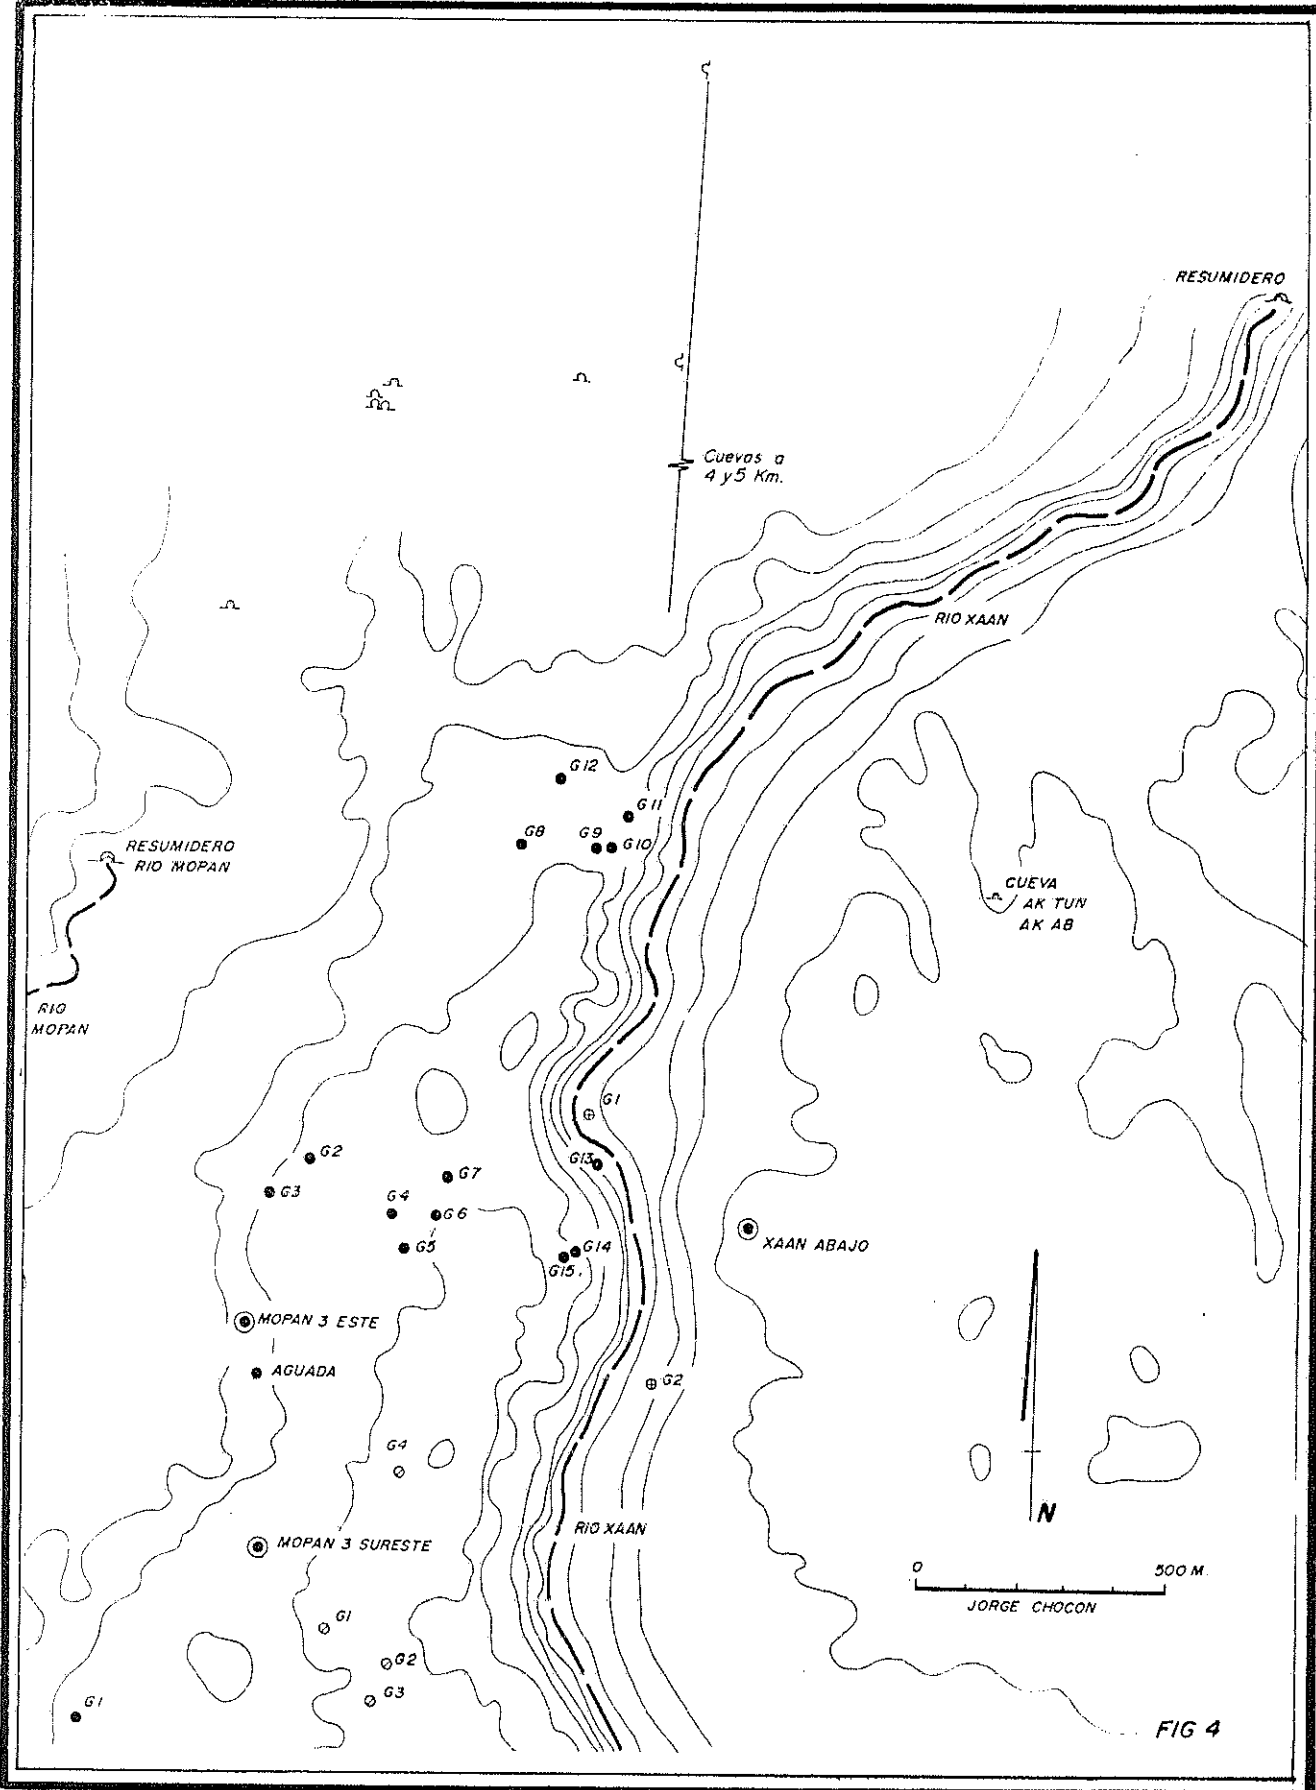 RESUMIDERO
Cuevas a
4 y 5 Km.
RIO XAAN
G12
G11
G8
G9
G10
RESUMIDERO
RIO MOPAN
CUEVA
AK TUN
AK AB
RIO
MOPAN
G1
G2
G13
G7
G3
G4
G6
G5
G14
G15
XAAN ABAJO
MOPAN 3 ESTE
AGUADA
G2
G4
N
RIO XAAN
MOPAN 3 SURESTE
0
500 M.
JORGE CHOCON
G1
G2
G3
G1
FIG 4